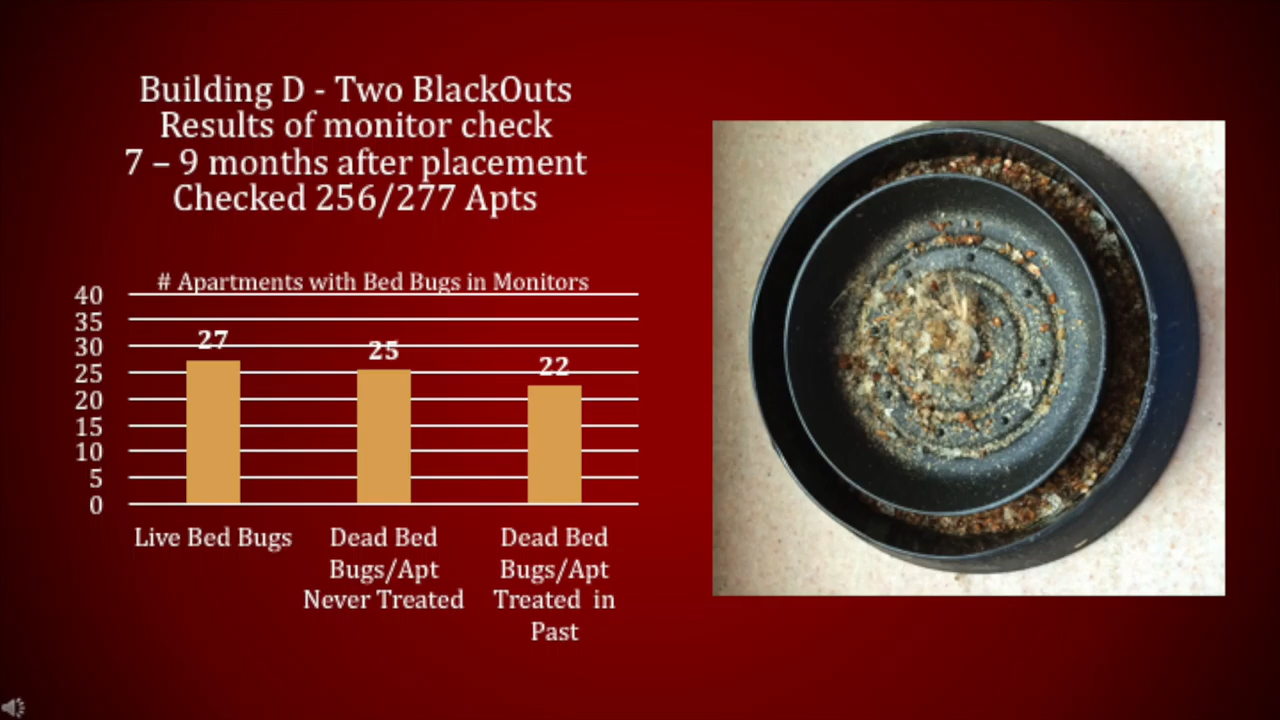 Building D - Two BlackOuts
Results of monitor check
7 – 9 months after placement
Checked 256/277 Apts
# Apartments with Bed Bugs in Monitors
40
35
30
25
20
15
10
5
0
27
25
22
Live Bed Bugs
Dead Bed
Bugs/Apt
Never Treated
Dead Bed
Bugs/Apt
Treated in
Past